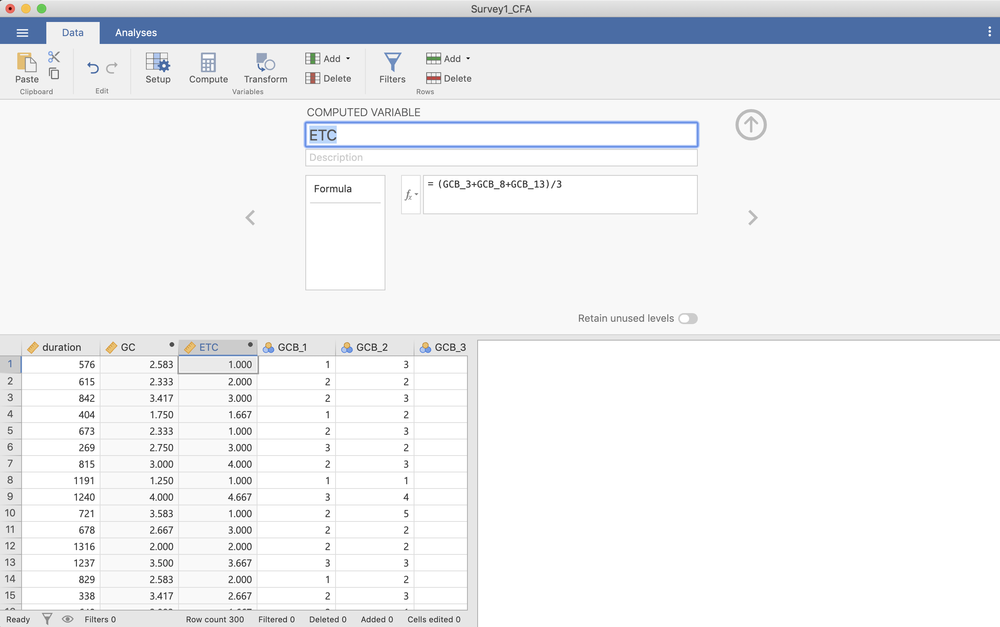 Survey1_CFA
Data Analyses
Paste Setup Compute Transform Add Delete Filters Add Delete
Clipboard Edit Variables Rows
COMPUTED VARIABLE
ETC
Description
Formula
fx = (GCB_3+GCB_8+GCB_13)/3
Retain unused levels
duration GC ETC GCB_1 GCB_2 GCB_3
1 576 2.583 1.000 1 3
2 615 2.333 2.000 2 2
3 842 3.417 3.000 2 3
4 404 1.750 1.667 1 2
5 673 2.333 1.000 2 3
6 269 2.750 3.000 3 2
7 815 3.000 4.000 2 3
8 1191 1.250 1.000 1 1
9 1240 4.000 4.667 3 4
10 721 3.583 1.000 2 5
11 678 2.667 3.000 2 2
12 1316 2.000 2.000 2 2
13 1237 3.500 3.667 3 3
14 829 2.583 2.000 1 2
15 338 3.417 2.667 2 3
Ready Filters 0 Row count 300 Filtered 0 Deleted 0 Added 0 Cells edited 0